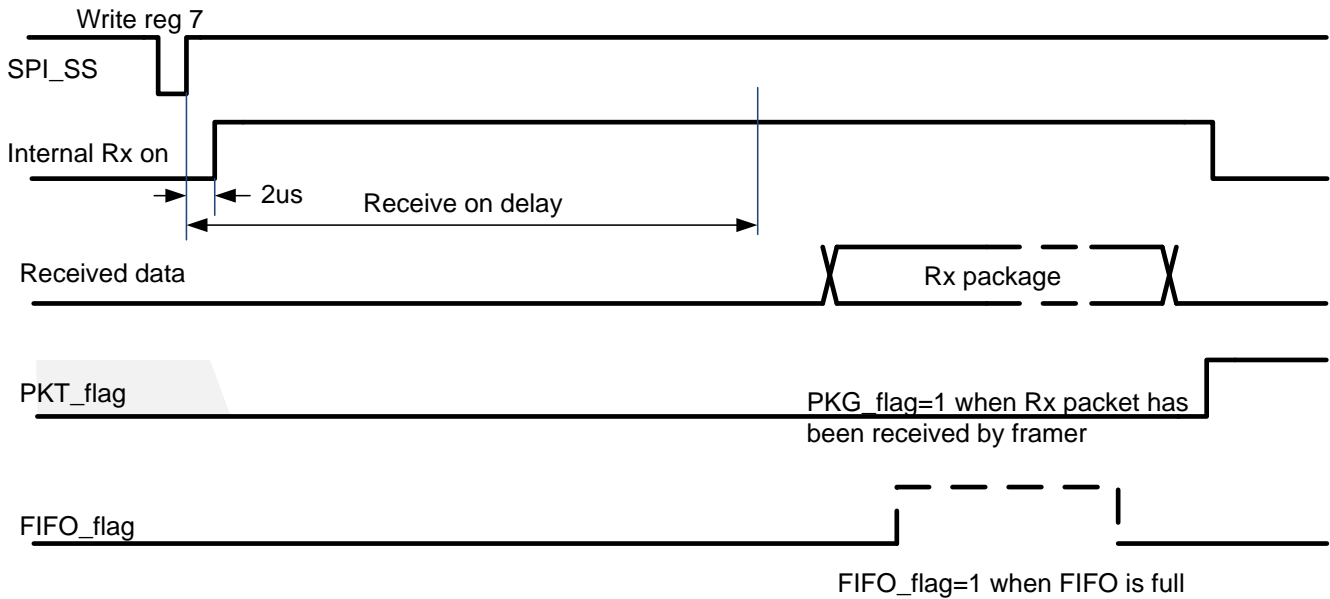 Write reg 7
SPI_SS
Internal Rx on
2us
Receive on delay
Received data
Rx package
PKT_flag
PKG_flag=1 when Rx packet has
been received by framer
FIFO_flag
FIFO_flag=1 when FIFO is full